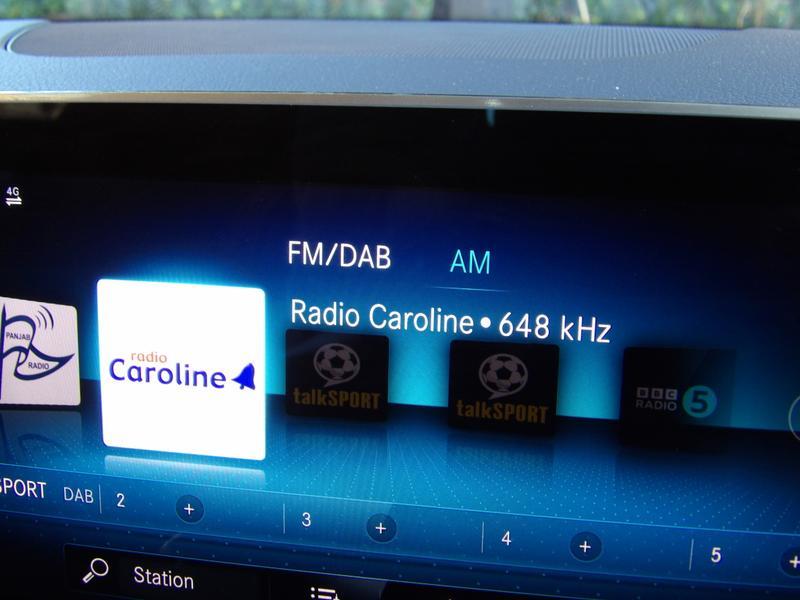 4G
FM/DAB AM
Radio Caroline • 648 kHz
PANJAB
RADIO
radio
Caroline
talkSPORT
talkSPORT
BBC
RADIO 5
SPORT DAB 2 + 3 + 4 + 5 +
Station